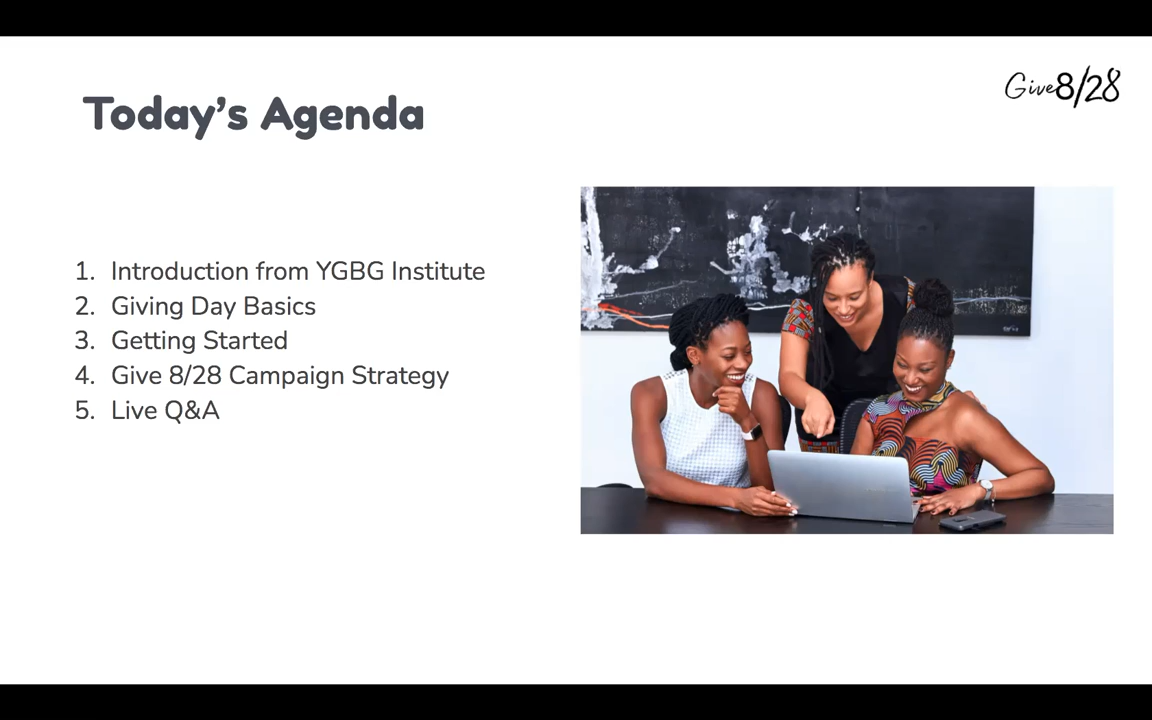 Give8/28
Today's Agenda
1. Introduction from YGBG Institute
2. Giving Day Basics
3. Getting Started
4. Give 8/28 Campaign Strategy
5. Live Q&A